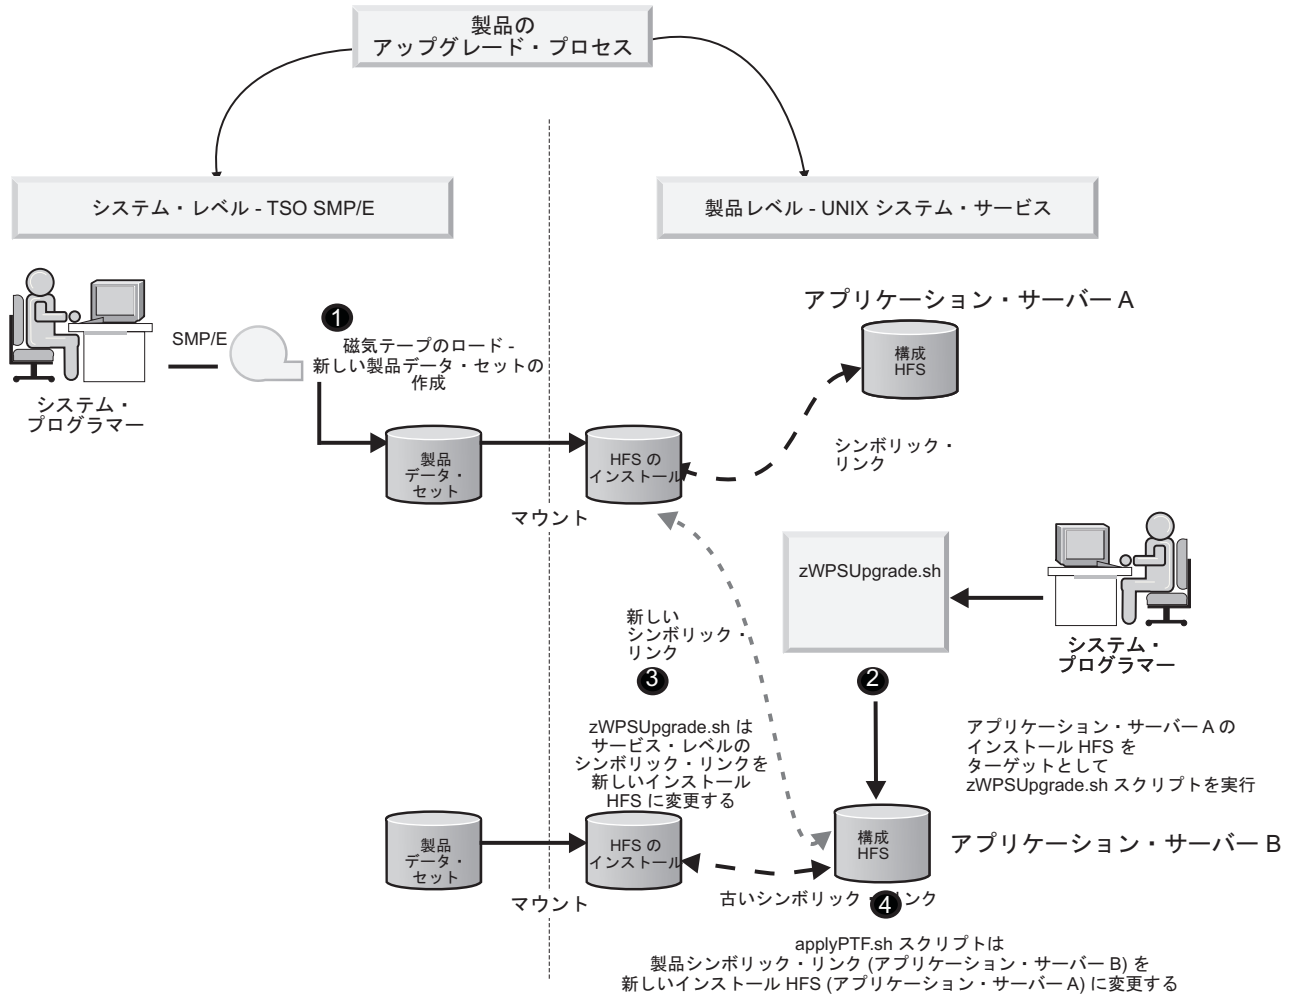 製品の
アップグレード・プロセス
システム・レベル - TSO SMP/E
製品レベル - UNIX システム・サービス
アプリケーション・サーバー A
1
SMP/E
磁気テープのロード -
新しい製品データ・セットの
作成
構成
HFS
システム・
プログラマー
シンボリック・
リンク
製品
データ・
セット
HFS の
インストール
マウント
zWPSUpgrade.sh
新しい
シンボリック・
リンク
システム・
プログラマー
3
2
zWPSUpgrade.sh は
サービス・レベルの
シンボリック・リンクを
新しいインストール
HFS に変更する
アプリケーション・サーバー A の
インストール HFS を
ターゲットとして
zWPSUpgrade.sh スクリプトを実行
製品
データ・
セット
HFS の
インストール
構成
HFS
アプリケーション・サーバー B
マウント
古いシンボリック・ ンク
4
applyPTF.sh スクリプトは
製品シンボリック・リンク (アプリケーション・サーバー B) を
新しいインストール HFS (アプリケーション・サーバー A) に変更する